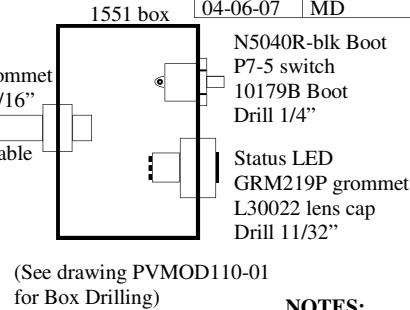 1551 box
04-06-07 MD
N5040R-blk Boot
P7-5 switch
10179B Boot
Drill 1/4”
ommet
/16”
able
Status LED
GRM219P grommet
L30022 lens cap
Drill 11/32”
(See drawing PVMOD110-01
for Box Drilling)
NOTES: